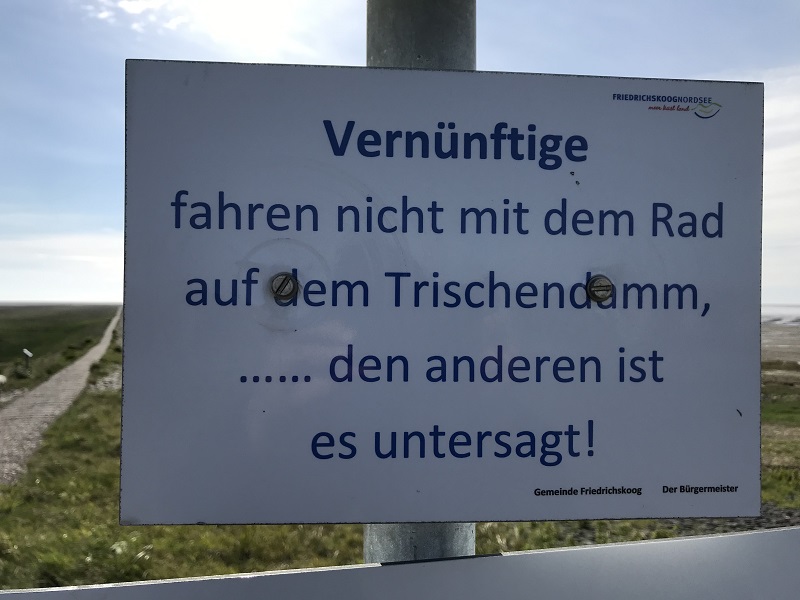 FRIEDRICHSKOOGNORDSEE
Vernünftige
fahren nicht mit dem Rad
auf dem Trischendamm,
...... den anderen ist
es untersagt!
Gemeinde Friedrichskoog Der Bürgermeister